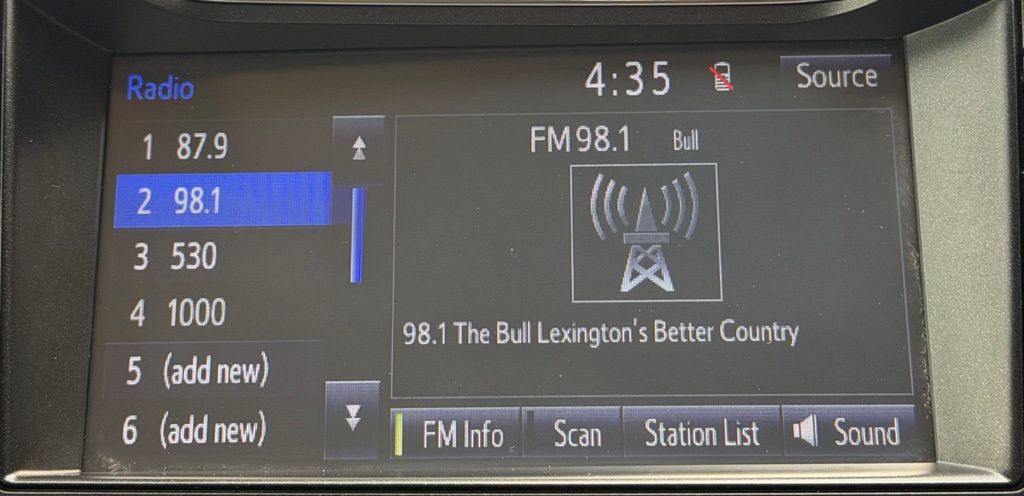 Radio 4:35 Source
1 87.9
2 98.1
3 530
4 1000
5 (add new)
6 (add new)
FM 98.1 Bull
98.1 The Bull Lexington's Better Country
FM Info Scan Station List Sound